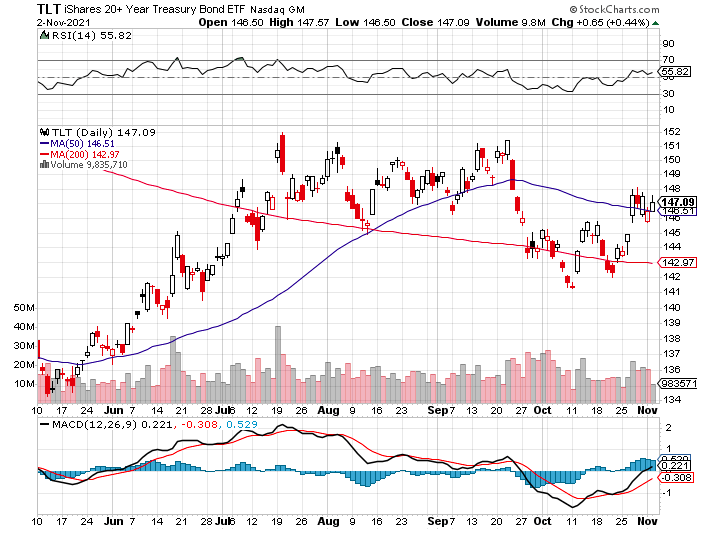 TLT iShares 20+ Year Treasury Bond ETF Nasdaq GM © StockCharts.com
2-Nov-2021 Open 146.50 High 147.57 Low 146.50 Close 147.09 Volume 9.8M Chg +0.65 (+0.44%)
RSI(14) 55.82
90
70
55.82
50
30
10
TLT (Daily) 147.09
MA(50) 146.51
MA(200) 142.97
Volume 9,835,710
152
151
150
149
148
147.09
146.51
146
145
144
142.97
142
141
140
139
138
137
136
135
134
50M
40M
30M
20M
10M
983571
10 17 24 Jun 7 14 21 28 Jul 6 12 19 26 Aug 9 16 23 Sep 7 13 20 27 Oct 11 18 25 Nov
MACD(12,26,9) 0.221, -0.308, 0.529
2
1
0.529
0.221
-0.308
-1
10 17 24 Jun 7 14 21 28 Jul 6 12 19 26 Aug 9 16 23 Sep 7 13 20 27 Oct 11 18 25 Nov